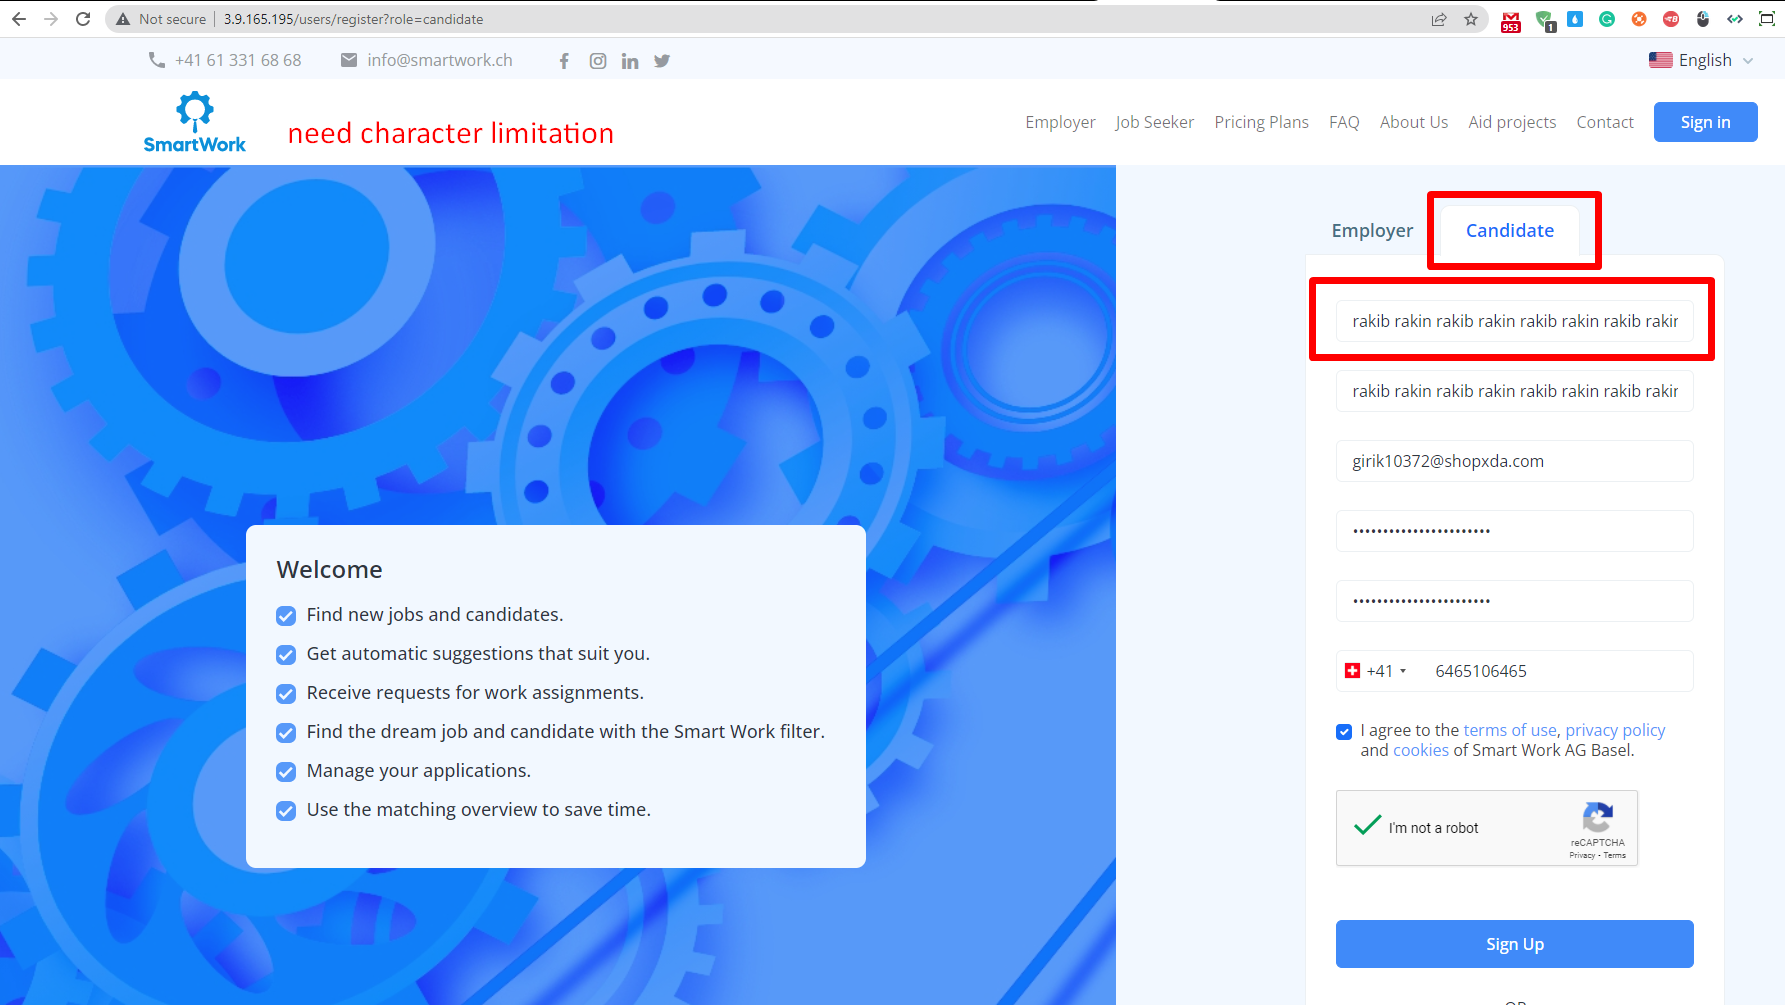 Not secure
3.9.165.195/users/register?role=candidate
953
1
+41 61 331 68 68
info@smartwork.ch
English
SmartWork
need character limitation
Employer
Job Seeker
Pricing Plans
FAQ
About Us
Aid projects
Contact
Sign in
Employer
Candidate
rakib rakin rakib rakin rakib rakin rakib rakin
rakib rakin rakib rakin rakib rakin rakib rakin
girik10372@shopxda.com
+41
6465106465
I agree to the terms of use, privacy policy
and cookies of Smart Work AG Basel.
I'm not a robot
reCAPTCHA
Privacy - Terms
Sign Up
Welcome
Find new jobs and candidates.
Get automatic suggestions that suit you.
Receive requests for work assignments.
Find the dream job and candidate with the Smart Work filter.
Manage your applications.
Use the matching overview to save time.